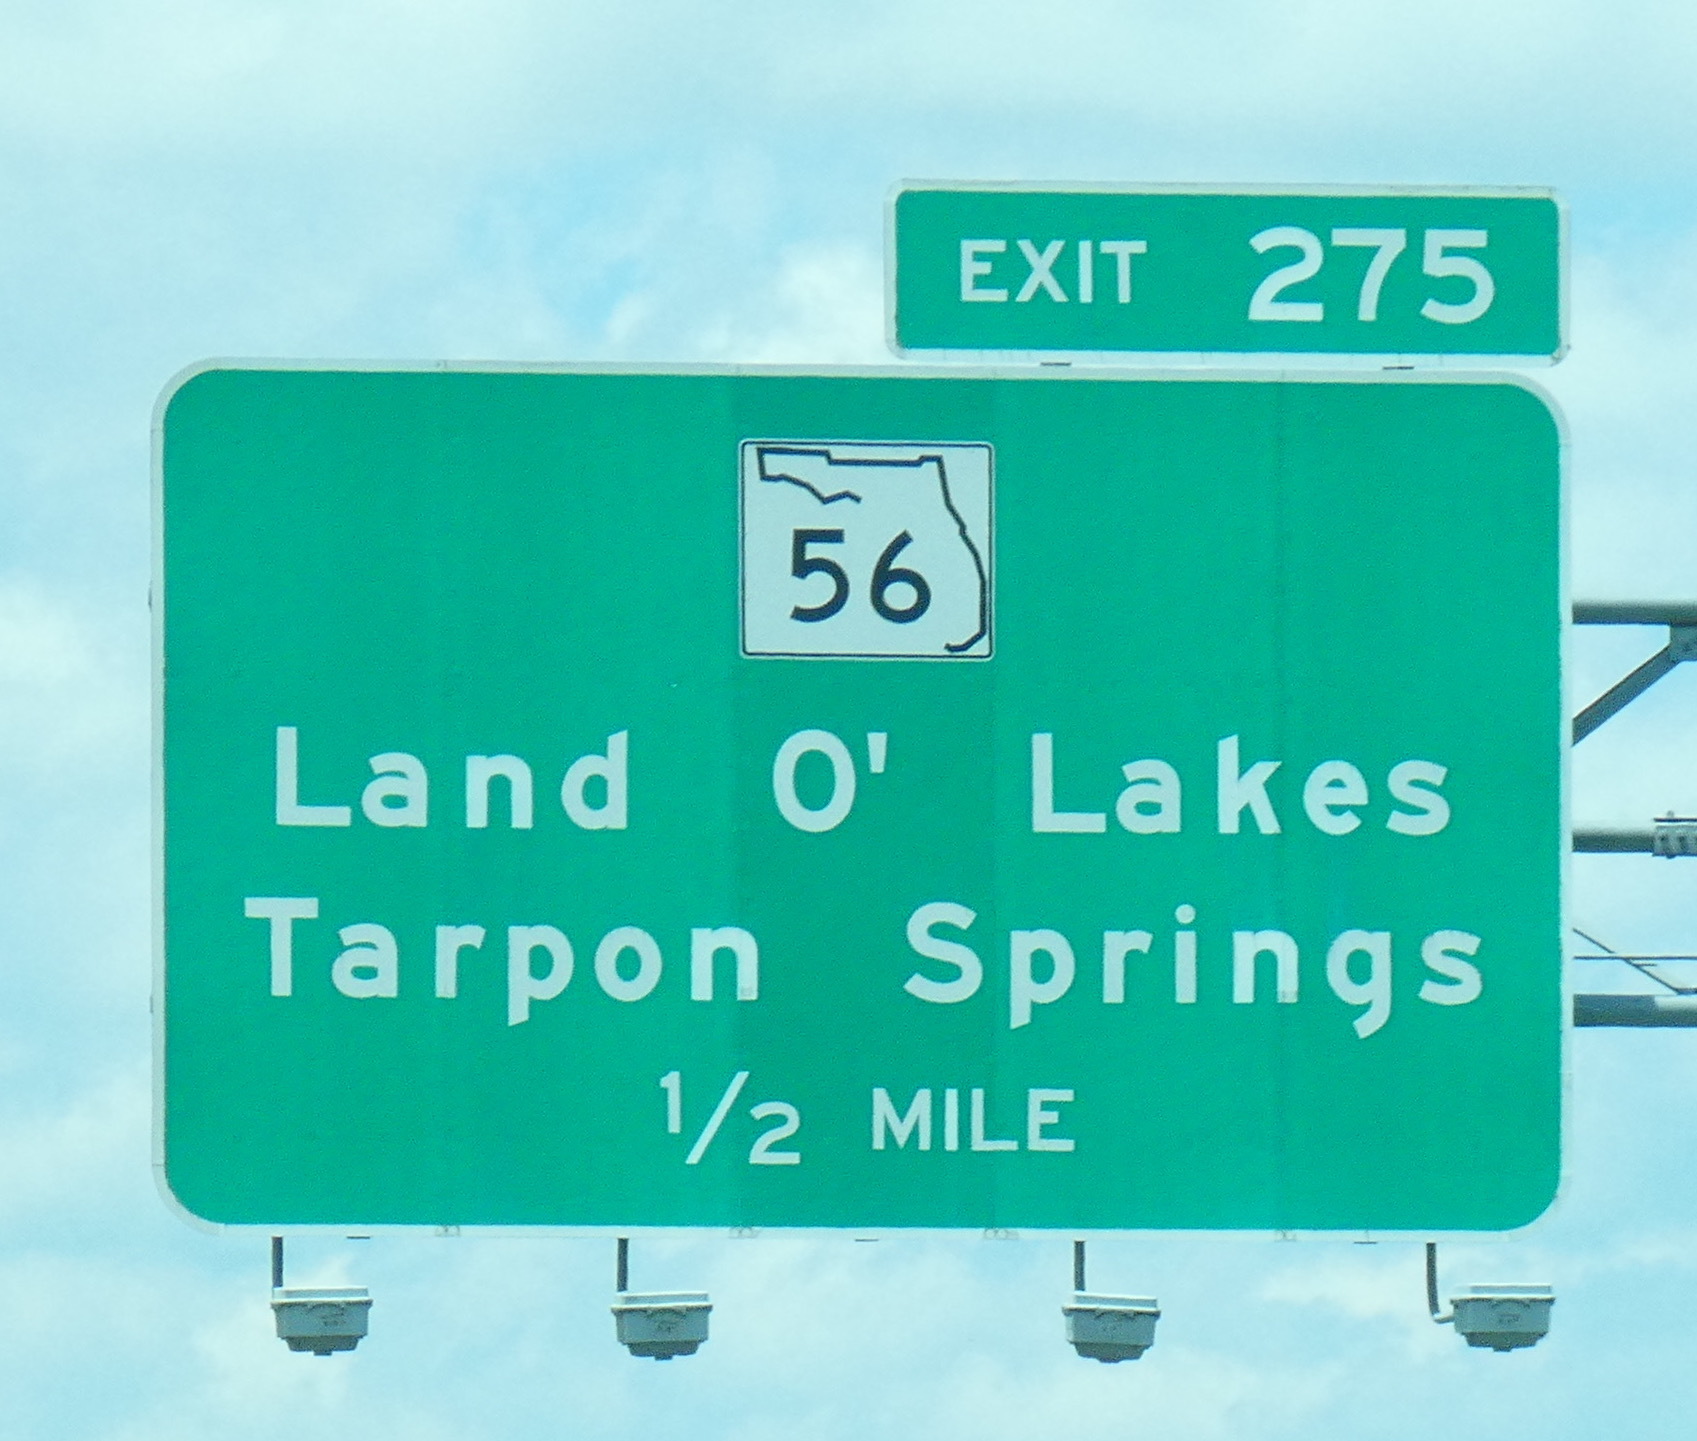 EXIT 275
56
Land O' Lakes
Tarpon Springs
1/2 MILE